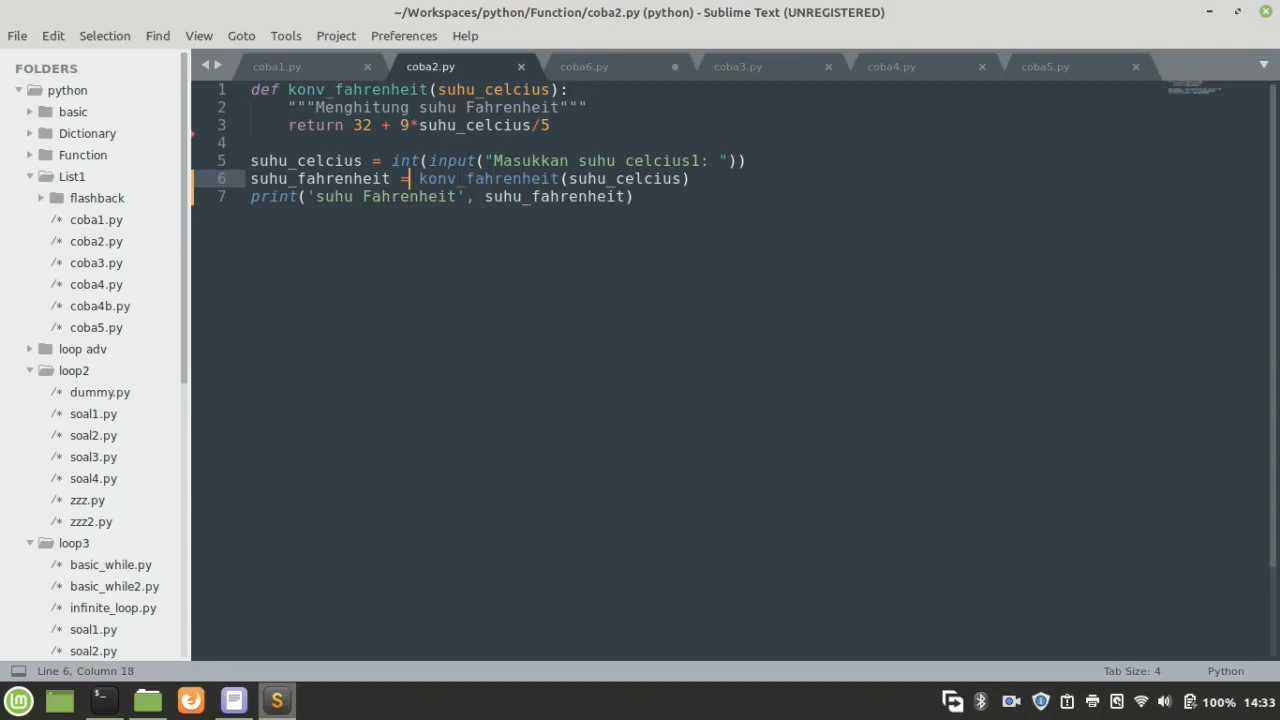 ~/Workspaces/python/Function/coba2.py (python) - Sublime Text (UNREGISTERED)
File Edit Selection Find View Goto Tools Project Preferences Help
FOLDERS
python
basic
Dictionary
Function
List1
flashback
/* coba1.py
/* coba2.py
/* coba3.py
/* coba4.py
/* coba4b.py
/* coba5.py
loop adv
loop2
/* dummy.py
/* soal1.py
/* soal2.py
/* soal3.py
/* soal4.py
/* zzz.py
/* zzz2.py
loop3
/* basic_while.py
/* basic_while2.py
/* infinite_loop.py
/* soal1.py
/* soal2.py
coba1.py coba2.py coba6.py coba3.py coba4.py coba5.py
1 def konv_fahrenheit(suhu_celcius):
2 """Menghitung suhu Fahrenheit"""
3 return 32 + 9*suhu_celcius/5
4
5 suhu_celcius = int(input("Masukkan suhu celcius1: "))
6 suhu_fahrenheit = konv_fahrenheit(suhu_celcius)
7 print('suhu Fahrenheit', suhu_fahrenheit)
Line 6, Column 18 Tab Size: 4 Python
100% 14:33